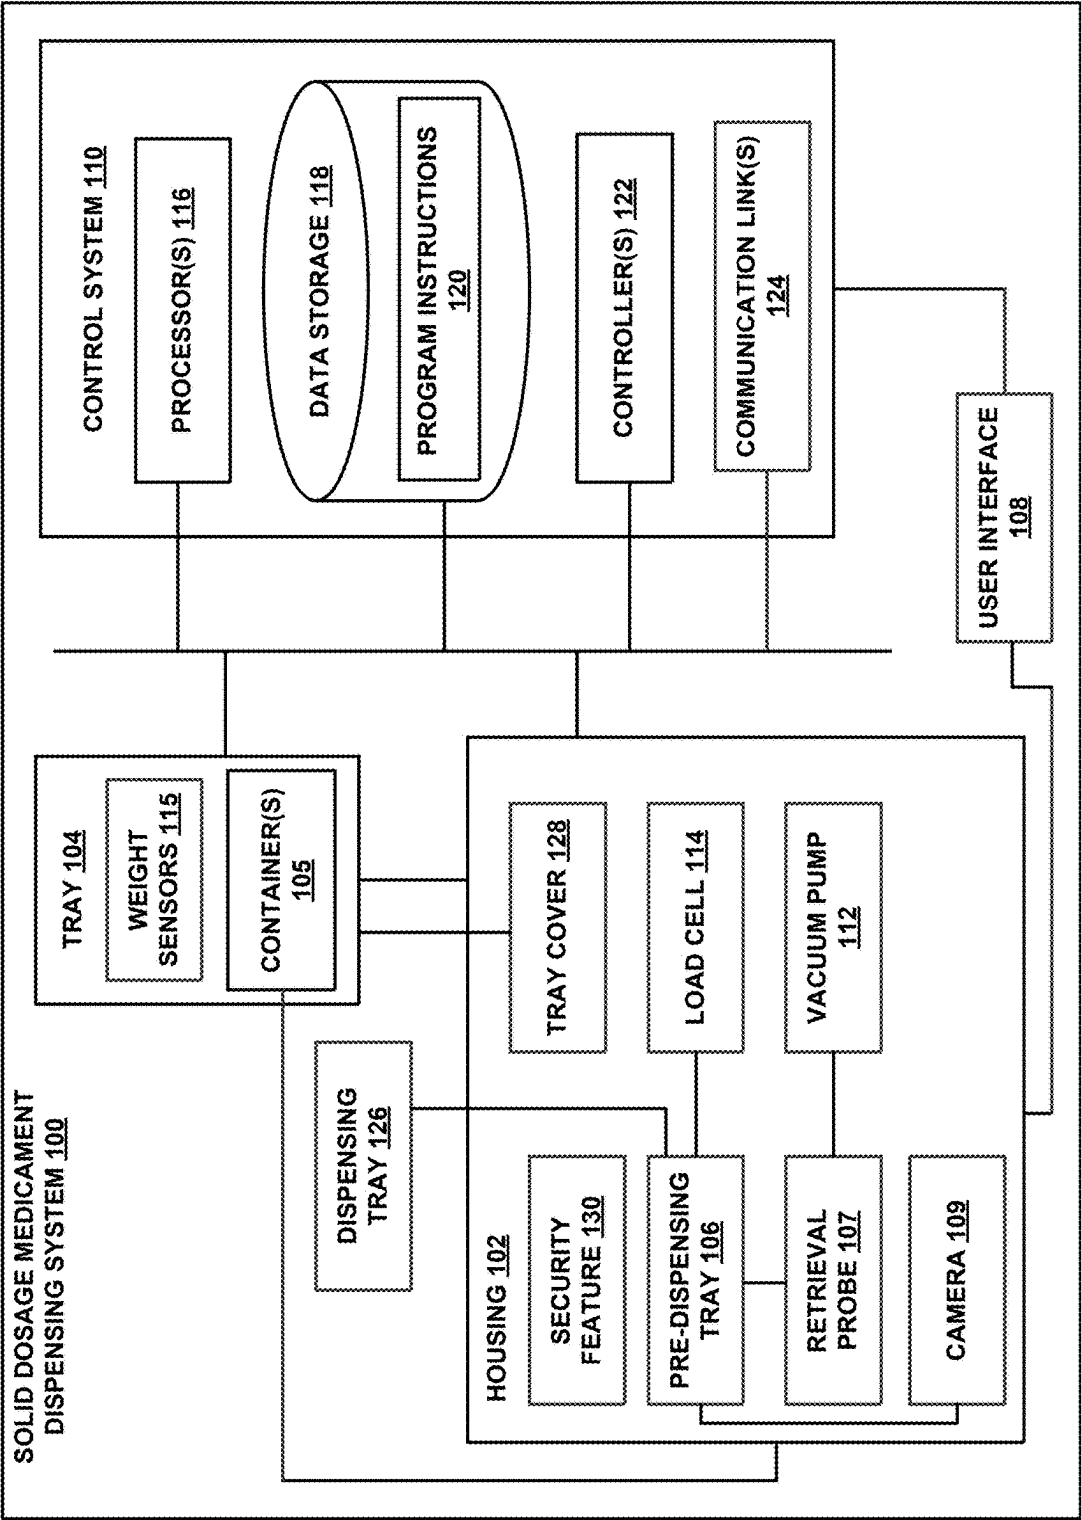 SOLID DOSAGE MEDICAMENT
DISPENSING SYSTEM 100
TRAY 104
WEIGHT
SENSORS 115
CONTAINER(S)
105
DISPENSING
TRAY 126
HOUSING 102
SECURITY
FEATURE 130
TRAY COVER 128
PRE-DISPENSING
TRAY 106
LOAD CELL 114
RETRIEVAL
PROBE 107
VACUUM PUMP
112
CAMERA 109
CONTROL SYSTEM 110
PROCESSOR(S) 116
DATA STORAGE 118
PROGRAM INSTRUCTIONS
120
CONTROLLER(S) 122
COMMUNICATION LINK(S)
124
USER INTERFACE
108